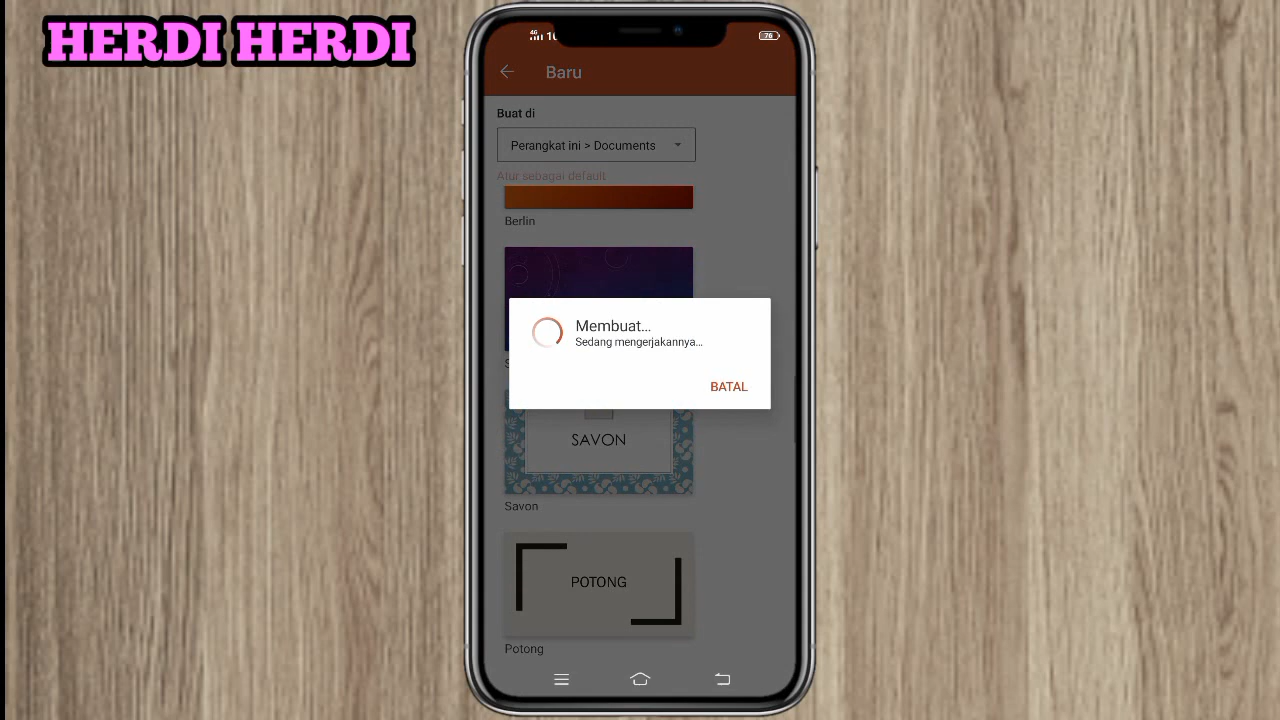 HERDI HERDI
76
Baru
Buat di
Perangkat ini > Documents
Atur sebagai default
Berlin
Membuat...
Sedang mengerjakannya...
BATAL
SAVON
Savon
POTONG
Potong